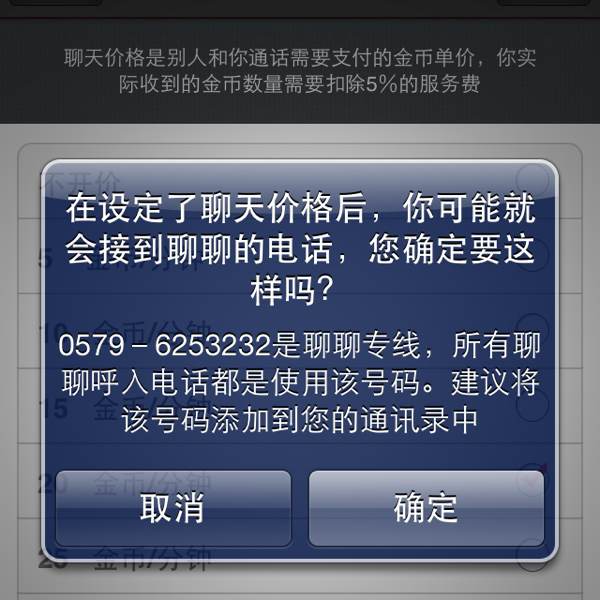 聊天价格是别人和你通话需要支付的金币单价，你实
际收到的金币数量需要扣除5%的服务费
不开价
在设定了聊天价格后，你可能就
会接到聊聊的电话，您确定要这
样吗？
0579－6253232是聊聊专线，所有聊
聊呼入电话都是使用该号码。建议将
该号码添加到您的通讯录中
取消
确定
5 金币/分钟
10 金币/分钟
15 金币/分钟
20 金币/分钟
25 金币/分钟